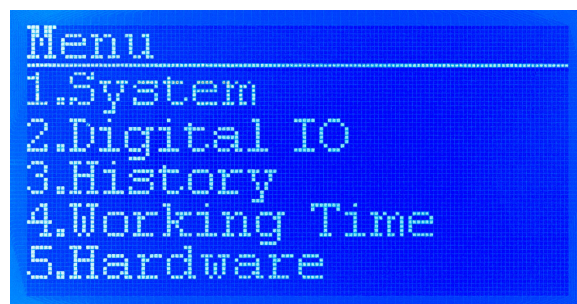 Menu
1.System
2.Digital IO
3.History
4.Working Time
5.Hardware